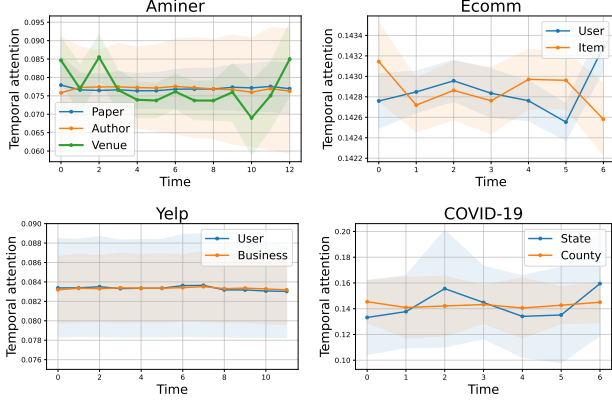 Aminer
Temporal attention
0.095
0.090
0.085
0.080
0.075
0.070
0.065
0.060
Paper
Author
Venue
0 2 4 6 8 10 12
Time
Ecomm
Temporal attention
0.1434
0.1430
0.1428
0.1424
0.1422
User
Item
0 1 2 3 4 5 6
Time
Yelp
Temporal attention
0.090
0.088
0.086
0.084
0.082
0.080
0.078
0.076
User
Business
0 2 4 6 8 10
Time
COVID-19
Temporal attention
0.20
0.18
0.16
0.14
0.12
0.10
State
County
0 1 2 3 4 5 6
Time